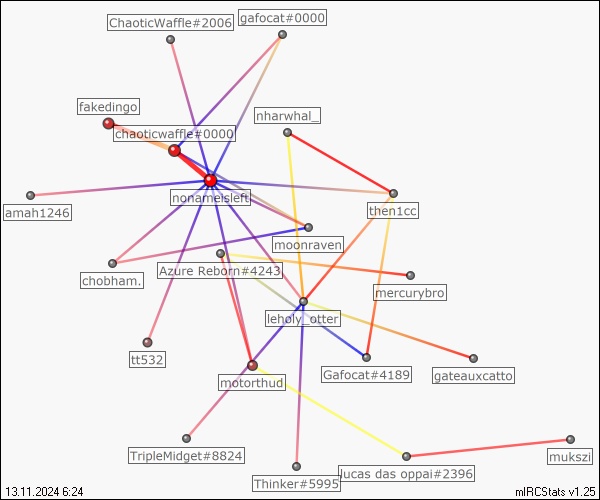 ChaoticWaffle#2006
gafocat#0000
fakedingo
nharwhal_
chaoticwaffle#0000
nonameisleft
amah1246
then1cc
moonraven
Azure Reborn#4243
chobham.
mercurybro
leholy_otter
tt532
Gafocat#4189
gateauxcatto
motorthud
TripleMidget#8824
mukszi
lucas das oppai#2396
Thinker#5995
13.11.2024 6:24
mIRCStats v1.25